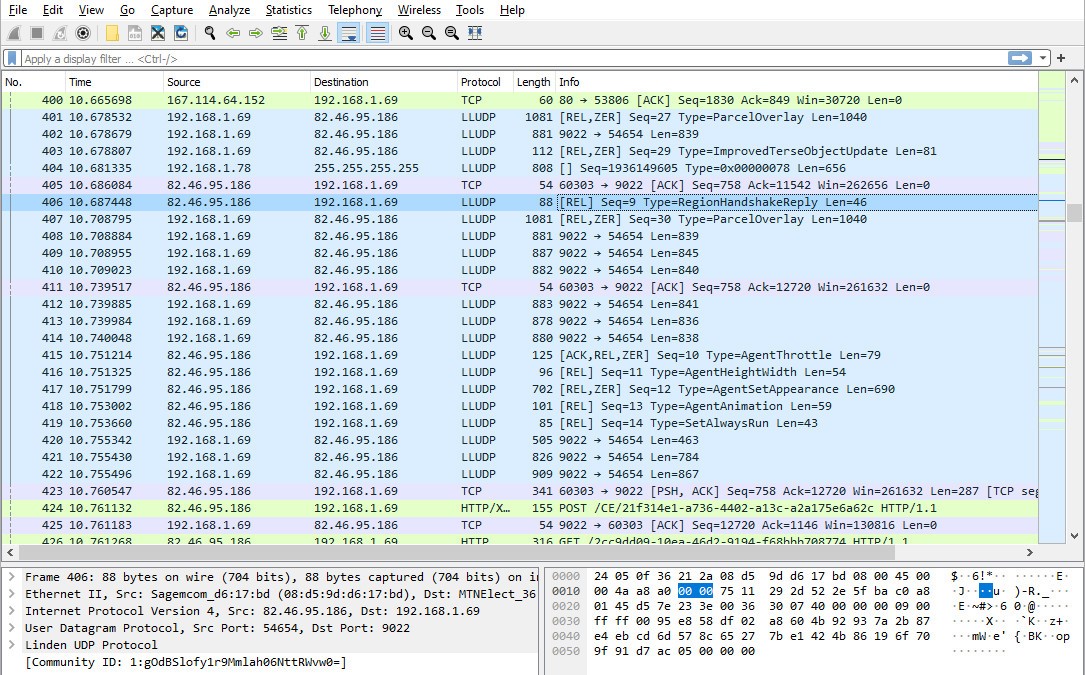 File Edit View Go Capture Analyze Statistics Telephony Wireless Tools Help
Apply a display filter ... <Ctrl-/>
No. Time Source Destination Protocol Length Info
400 10.665698 167.114.64.152 192.168.1.69 TCP 60 80 → 53806 [ACK] Seq=1830 Ack=849 Win=30720 Len=0
401 10.678532 192.168.1.69 82.46.95.186 LLUDP 1081 [REL,ZER] Seq=27 Type=ParcelOverlay Len=1040
402 10.678679 192.168.1.69 82.46.95.186 LLUDP 881 9022 → 54654 Len=839
403 10.678807 192.168.1.69 82.46.95.186 LLUDP 112 [REL,ZER] Seq=29 Type=ImprovedTerseObjectUpdate Len=81
404 10.681335 192.168.1.78 255.255.255.255 LLUDP 808 [] Seq=1936149605 Type=0x00000078 Len=656
405 10.686084 82.46.95.186 192.168.1.69 TCP 54 60303 → 9022 [ACK] Seq=758 Ack=11542 Win=262656 Len=0
406 10.687448 82.46.95.186 192.168.1.69 LLUDP 88 [REL] Seq=9 Type=RegionHandshakeReply Len=46
407 10.708795 192.168.1.69 82.46.95.186 LLUDP 1081 [REL,ZER] Seq=30 Type=ParcelOverlay Len=1040
408 10.708884 192.168.1.69 82.46.95.186 LLUDP 881 9022 → 54654 Len=839
409 10.708955 192.168.1.69 82.46.95.186 LLUDP 887 9022 → 54654 Len=845
410 10.709023 192.168.1.69 82.46.95.186 LLUDP 882 9022 → 54654 Len=840
411 10.739517 82.46.95.186 192.168.1.69 TCP 54 60303 → 9022 [ACK] Seq=758 Ack=12720 Win=261632 Len=0
412 10.739885 192.168.1.69 82.46.95.186 LLUDP 883 9022 → 54654 Len=841
413 10.739984 192.168.1.69 82.46.95.186 LLUDP 878 9022 → 54654 Len=836
414 10.740048 192.168.1.69 82.46.95.186 LLUDP 880 9022 → 54654 Len=838
415 10.751214 82.46.95.186 192.168.1.69 LLUDP 125 [ACK,REL,ZER] Seq=10 Type=AgentThrottle Len=79
416 10.751325 82.46.95.186 192.168.1.69 LLUDP 96 [REL] Seq=11 Type=AgentHeightWidth Len=54
417 10.751799 82.46.95.186 192.168.1.69 LLUDP 702 [REL,ZER] Seq=12 Type=AgentSetAppearance Len=690
418 10.753002 82.46.95.186 192.168.1.69 LLUDP 101 [REL] Seq=13 Type=AgentAnimation Len=59
419 10.753660 82.46.95.186 192.168.1.69 LLUDP 85 [REL] Seq=14 Type=SetAlwaysRun Len=43
420 10.755342 192.168.1.69 82.46.95.186 LLUDP 505 9022 → 54654 Len=463
421 10.755430 192.168.1.69 82.46.95.186 LLUDP 826 9022 → 54654 Len=784
422 10.755496 192.168.1.69 82.46.95.186 LLUDP 909 9022 → 54654 Len=867
423 10.760547 82.46.95.186 192.168.1.69 TCP 341 60303 → 9022 [PSH, ACK] Seq=758 Ack=12720 Win=261632 Len=287 [TCP seg
424 10.761132 82.46.95.186 192.168.1.69 HTTP/X… 155 POST /CE/21f314e1-a736-4402-a13c-a2a175e6a62c HTTP/1.1
425 10.761183 192.168.1.69 82.46.95.186 TCP 54 9022 → 60303 [ACK] Seq=12720 Ack=1146 Win=130816 Len=0
426 10.761268 82.46.95.186 192.168.1.69 HTTP 316 GET /2cc9dd09-10ea-46d2-9194-f68bbb708774 HTTP/1.1
Frame 406: 88 bytes on wire (704 bits), 88 bytes captured (704 bits) on in
Ethernet II, Src: Sagemcom_d6:17:bd (08:d5:9d:d6:17:bd), Dst: MTNElect_36
Internet Protocol Version 4, Src: 82.46.95.186, Dst: 192.168.1.69
User Datagram Protocol, Src Port: 54654, Dst Port: 9022
Linden UDP Protocol
[Community ID: 1:gOdBSlofy1r9Mmlah06NttRWvw0=]
0000 24 05 0f 36 21 2a 08 d5 9d d6 17 bd 08 00 45 00 $··6!*·· ······E·
0010 00 4a a8 a0 00 00 75 11 29 2d 52 2e 5f ba c0 a8 ·J····u· )-R._···
0020 01 45 d5 7e 23 3e 00 36 30 07 40 00 00 00 09 00 ·E·~#>·6 0·@·····
0030 ff ff 00 95 e8 58 df 02 a8 60 4b 92 93 7a 2b 87 ·····X·· ·`K··z+·
0040 e4 eb cd 6d 57 8c 65 27 7b e1 42 4b 86 19 6f 70 ···mW·e' {·BK··op
0050 9f 91 d7 ac 05 00 00 00 ········